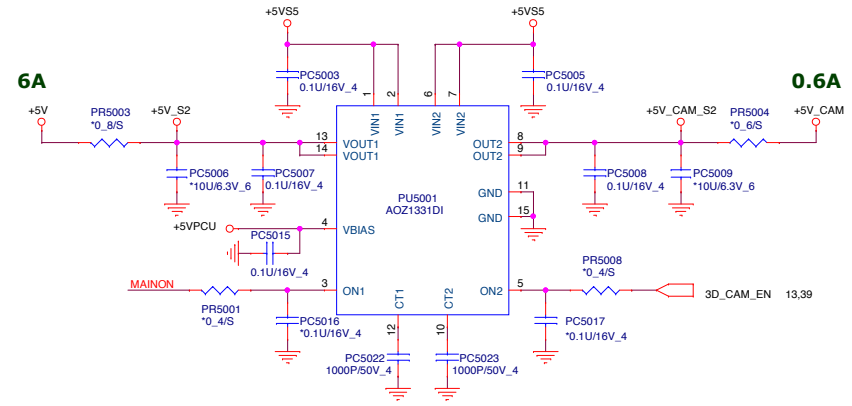 +5VS5
+5VS5
PC5003
0.1U/16V_4
PC5005
0.1U/16V_4
6A
0.6A
1
2
6
7
VIN1
VIN1
VIN2
VIN2
+5V
PR5003
*0_8/S
+5V_S2
+5V_CAM_S2
PR5004
*0_6/S
+5V_CAM
13
14
VOUT1
VOUT1
OUT2
OUT2
8
9
PC5006
*10U/6.3V_6
PC5007
0.1U/16V_4
PC5008
0.1U/16V_4
PC5009
*10U/6.3V_6
PU5001
AOZ1331DI
GND
11
GND
15
+5VPCU
4
VBIAS
PC5015
0.1U/16V_4
MAINON
PR5001
*0_4/S
3
ON1
CT1
CT2
ON2
5
PR5008
*0_4/S
3D_CAM_EN 13,39
PC5016
*0.1U/16V_4
12
10
PC5017
*0.1U/16V_4
PC5022
1000P/50V_4
PC5023
1000P/50V_4